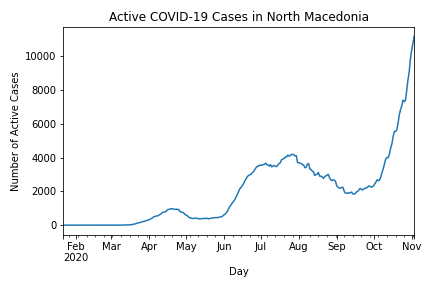 Active COVID-19 Cases in North Macedonia
Number of Active Cases
10000
8000
6000
4000
2000
0
Feb Mar Apr May Jun Jul Aug Sep Oct Nov
2020
Day